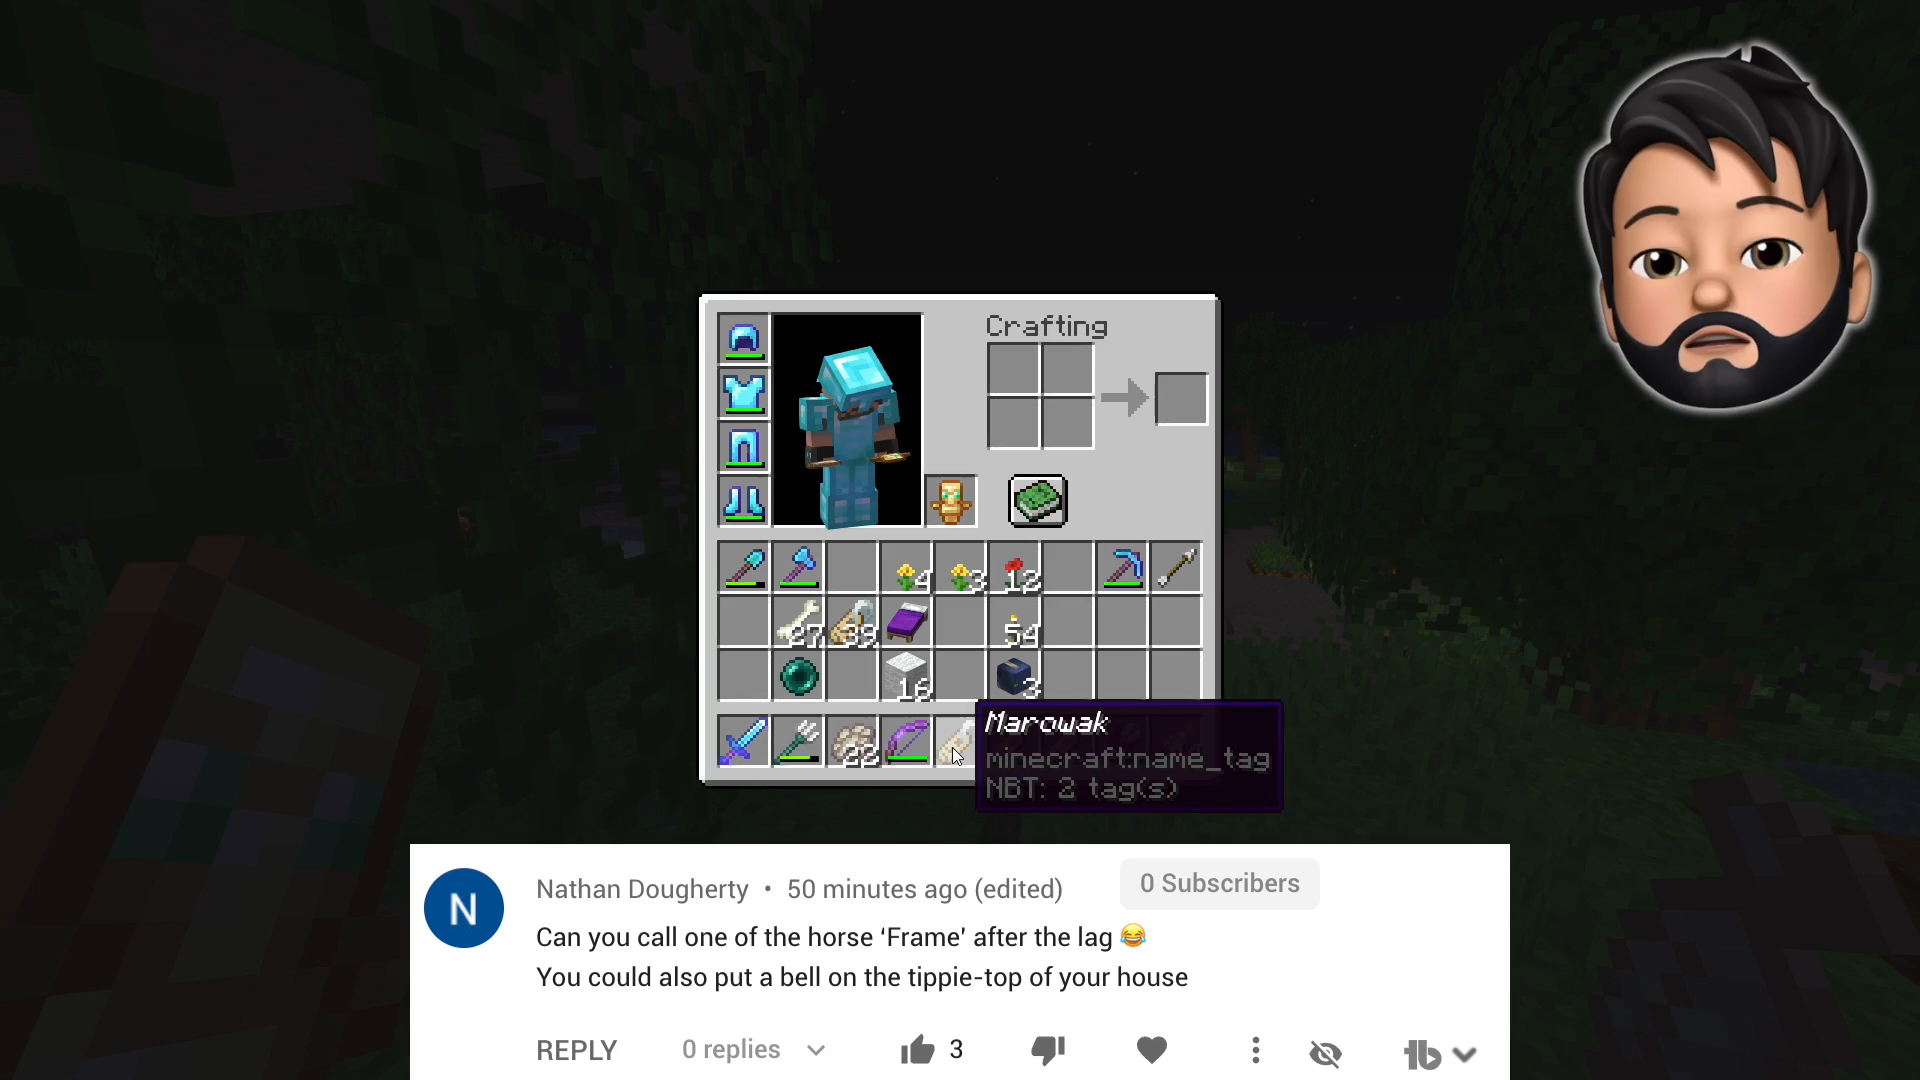 Crafting
4
3
12
27
39
54
16
3
22
Marowak
minecraft:name_tag
NBT: 2 tag(s)
N
Nathan Dougherty • 50 minutes ago (edited)
0 Subscribers
Can you call one of the horse ‘Frame’ after the lag 😂
You could also put a bell on the tippie-top of your house
REPLY
0 replies
3